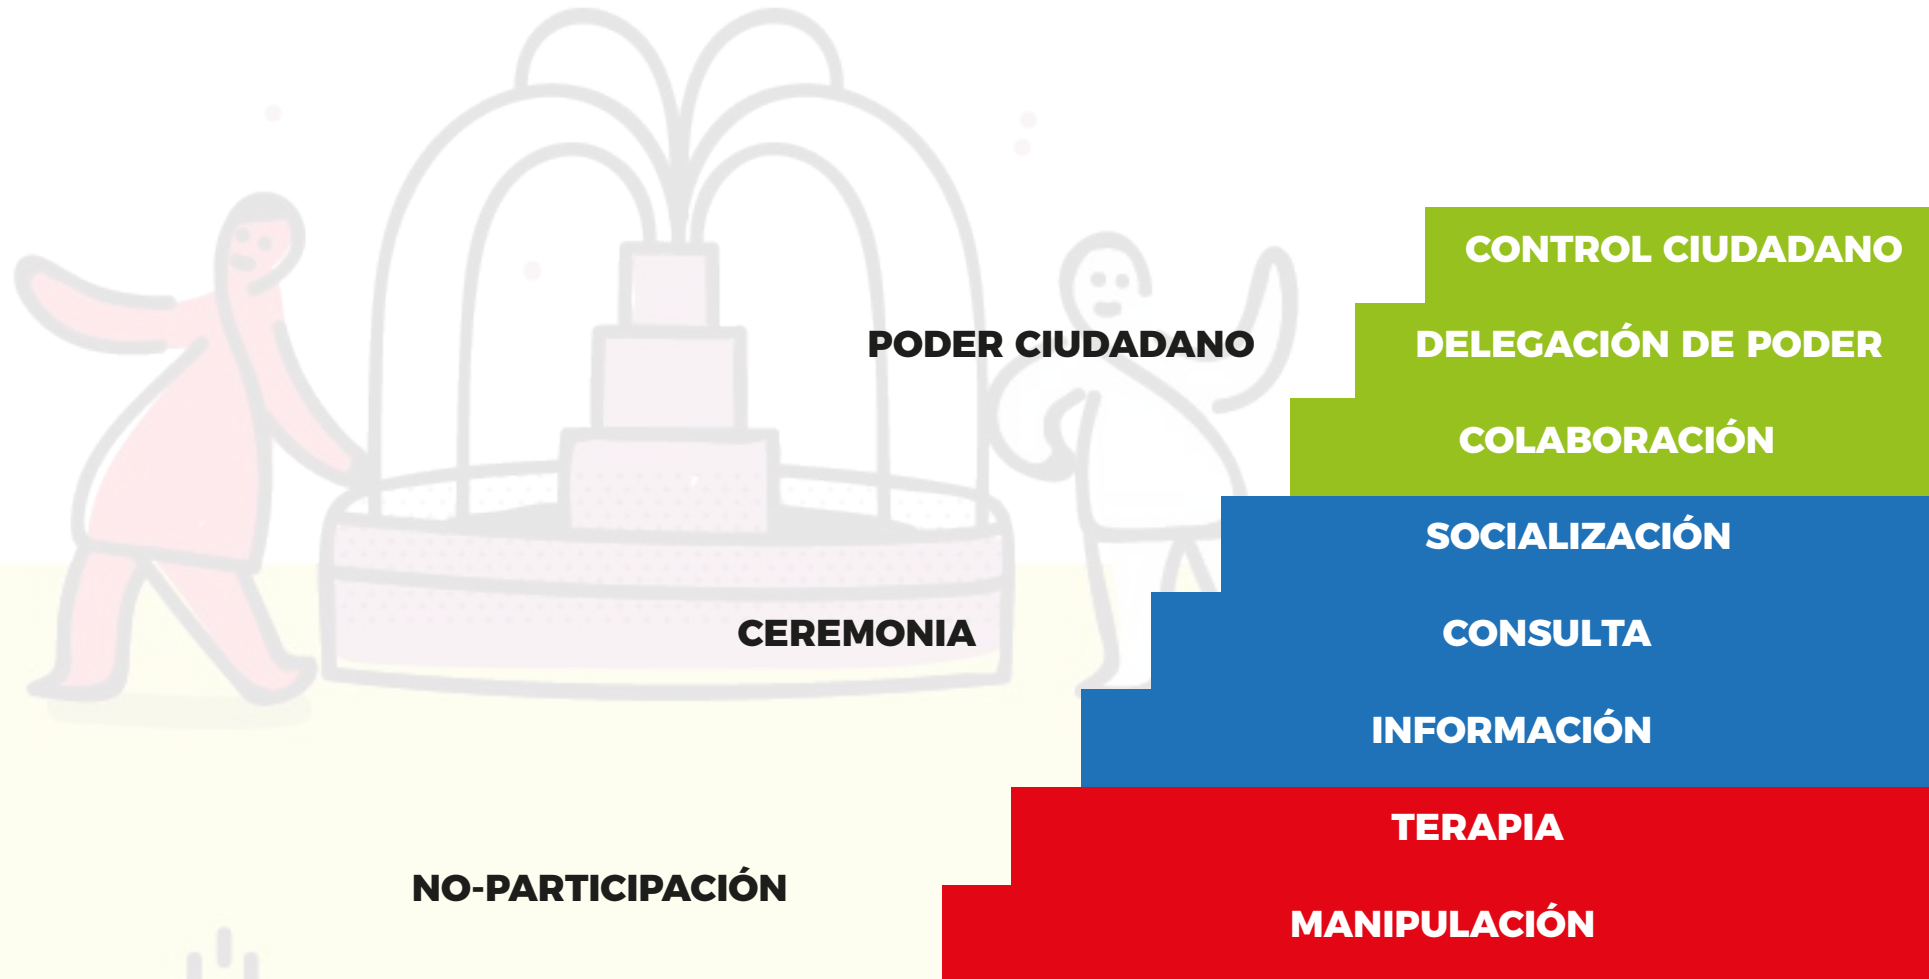 CONTROL CIUDADANO
PODER CIUDADANO
DELEGACIÓN DE PODER
COLABORACIÓN
SOCIALIZACIÓN
CEREMONIA
CONSULTA
INFORMACIÓN
TERAPIA
NO-PARTICIPACIÓN
MANIPULACIÓN